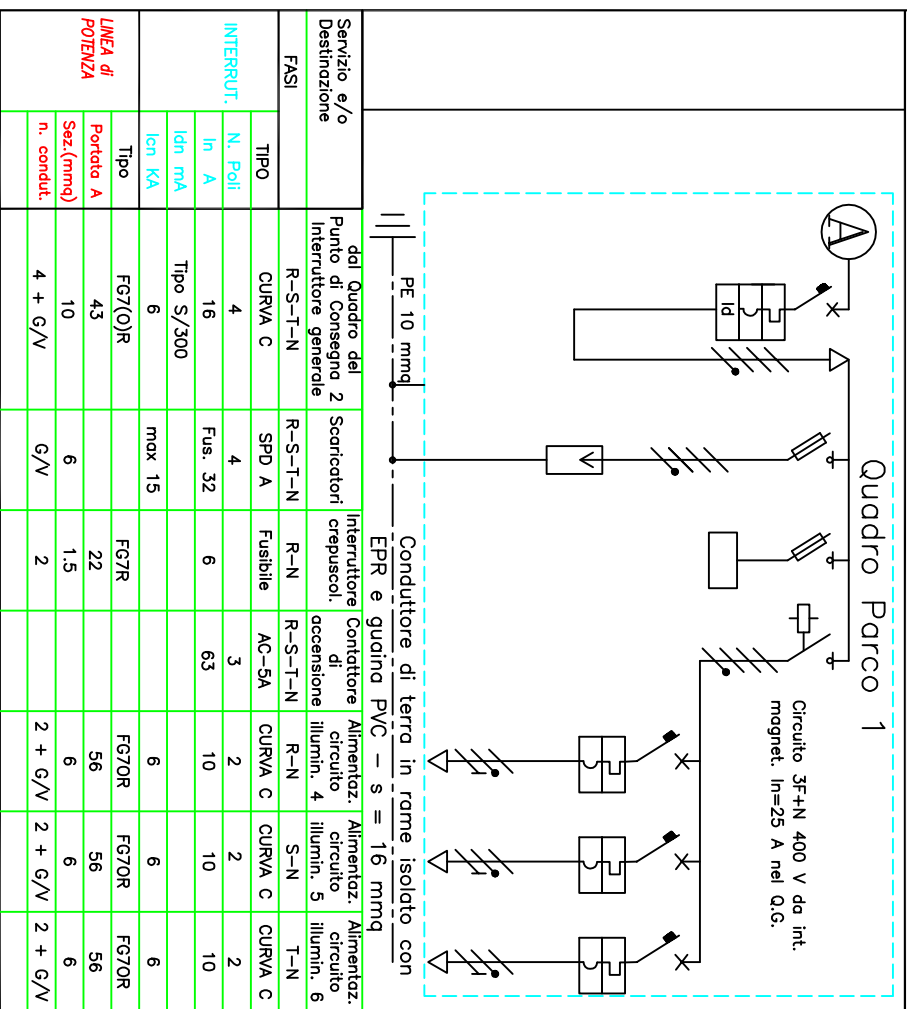 Quadro Parco 1
A
Id
Circuito 3F+N 400 V da int.
magnet. In=25 A nel Q.G.
PE 10 mmq
Conduttore di terra in rame isolato con
EPR e guaina PVC - s = 16 mmq
Servizio e/o
Destinazione
dal Quadro del
Punto di Consegna 2
Interruttore generale
Scaricatori
Interruttore
crepuscol.
Contattore
di
accensione
Alimentaz.
circuito
illumin. 4
Alimentaz.
circuito
illumin. 5
Alimentaz.
circuito
illumin. 6
FASI R-S-T-N R-S-T-N R-N R-S-T-N R-N S-N T-N
INTERRUT.
TIPO CURVA C SPD A Fusibile AC-5A CURVA C CURVA C CURVA C
N. Poli 4 4 3 2 2 2
In A 16 Fus. 32 6 63 10 10 10
Idn mA Tipo S/300
Icn KA 6 max 15 6 6 6
LINEA di
POTENZA
Tipo FG7(O)R FG7R FG7OR FG7OR FG7OR
Portata A 43 22 56 56 56
Sez.(mmq) 10 6 1.5 6 6 6
n. condut. 4 + G/V G/V 2 2 + G/V 2 + G/V 2 + G/V